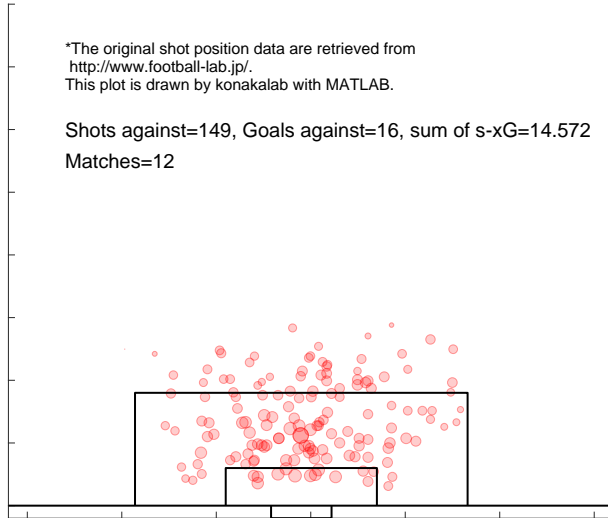 *The original shot position data are retrieved from
http://www.football-lab.jp/.
This plot is drawn by konakalab with MATLAB.
Shots against=149, Goals against=16, sum of s-xG=14.572
Matches=12